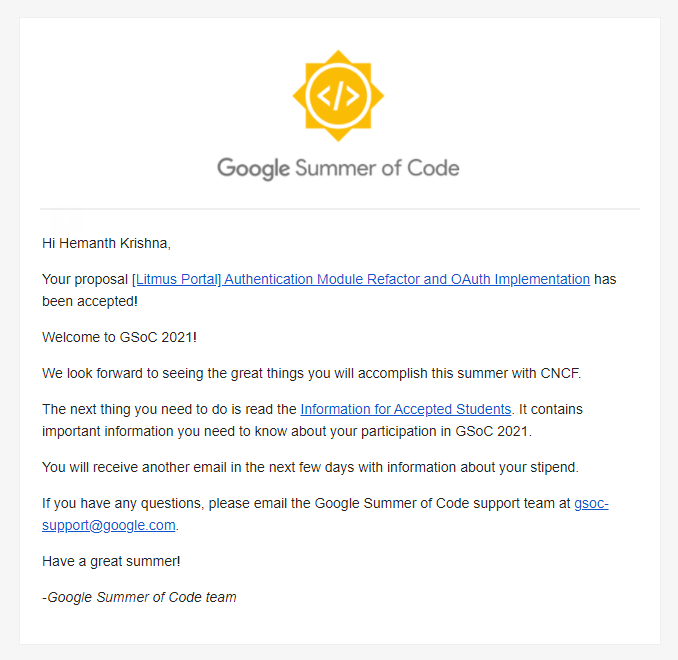 </>
Google Summer of Code
Hi Hemanth Krishna,
Your proposal [Litmus Portal] Authentication Module Refactor and OAuth Implementation has
been accepted!
Welcome to GSoC 2021!
We look forward to seeing the great things you will accomplish this summer with CNCF.
The next thing you need to do is read the Information for Accepted Students. It contains
important information you need to know about your participation in GSoC 2021.
You will receive another email in the next few days with information about your stipend.
If you have any questions, please email the Google Summer of Code support team at gsoc-
support@google.com.
Have a great summer!
-Google Summer of Code team